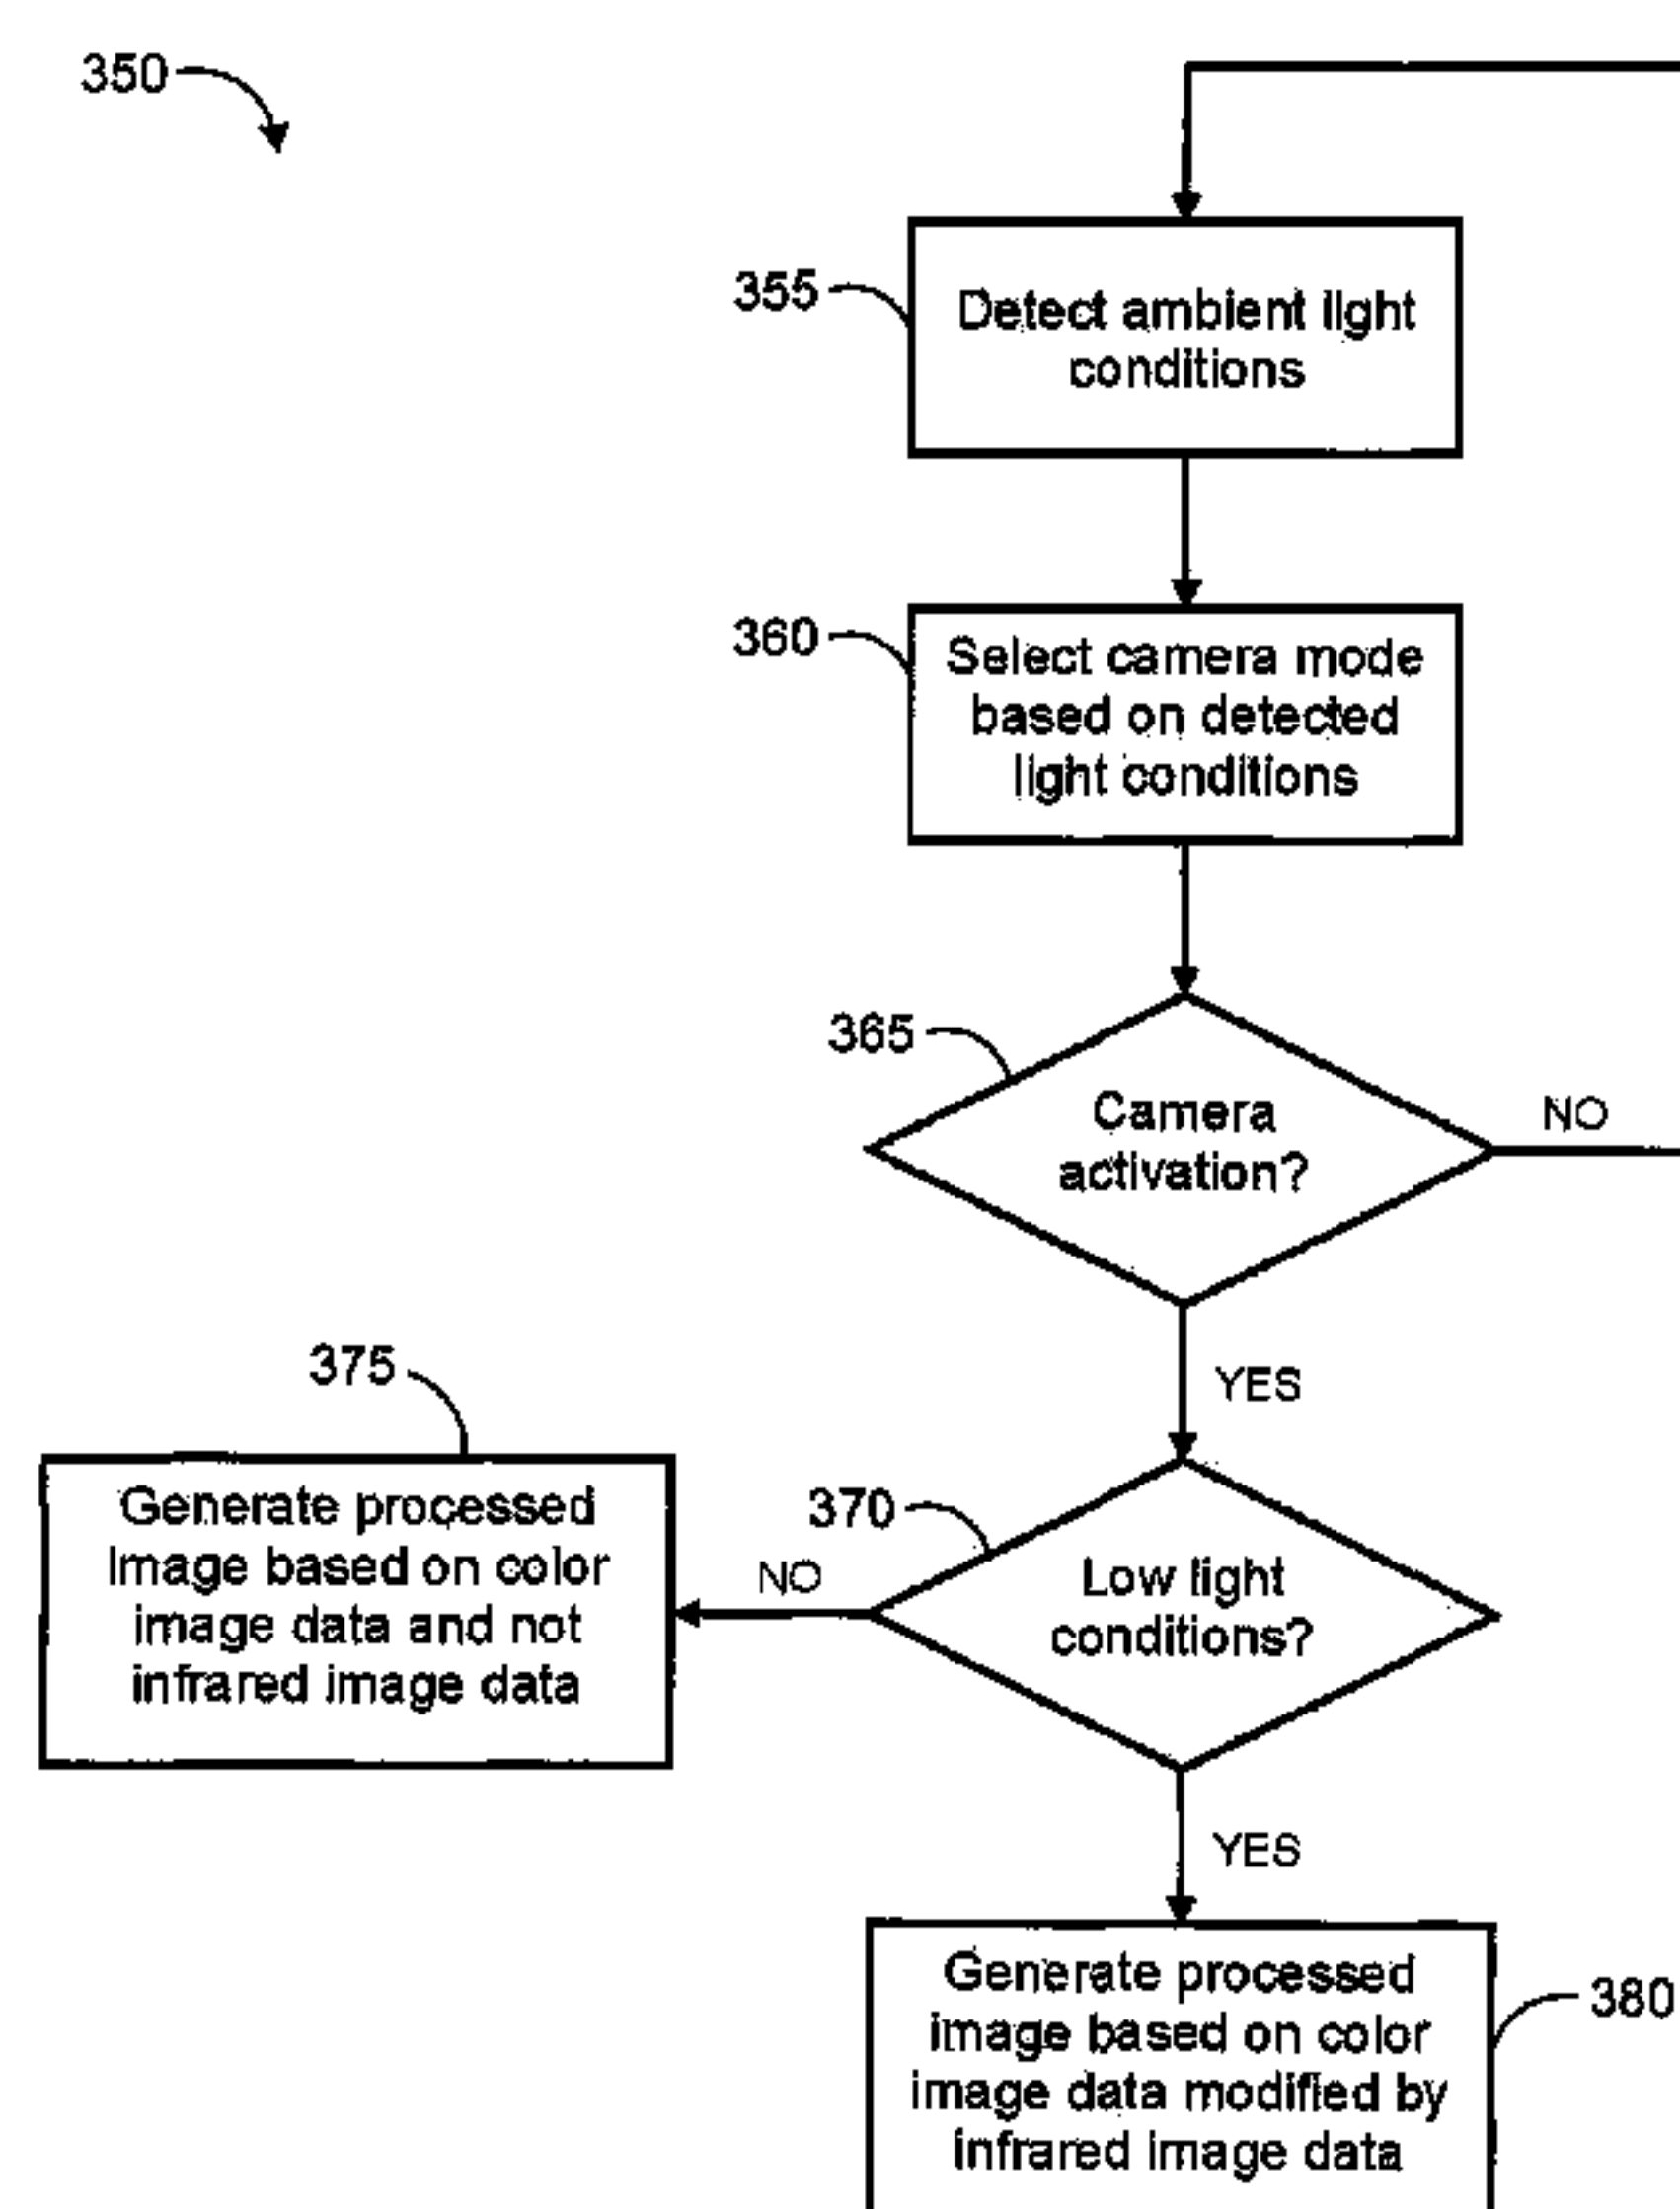 350
355
Detect ambient light
conditions
360
Select camera mode
based on detected
light conditions
365
Camera
activation?
NO
YES
375
Generate processed
image based on color
image data and not
infrared image data
NO
370
Low light
conditions?
YES
Generate processed
image based on color
image data modified by
infrared image data
380